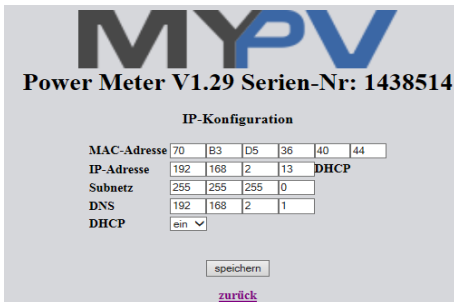 MYPV
Power Meter V1.29 Serien-Nr: 1438514
IP-Konfiguration
MAC-Adresse 70 B3 D5 36 40 44
IP-Adresse 192 168 2 13 DHCP
Subnetz 255 255 255 0
DNS 192 168 2 1
DHCP ein
speichern
zurück